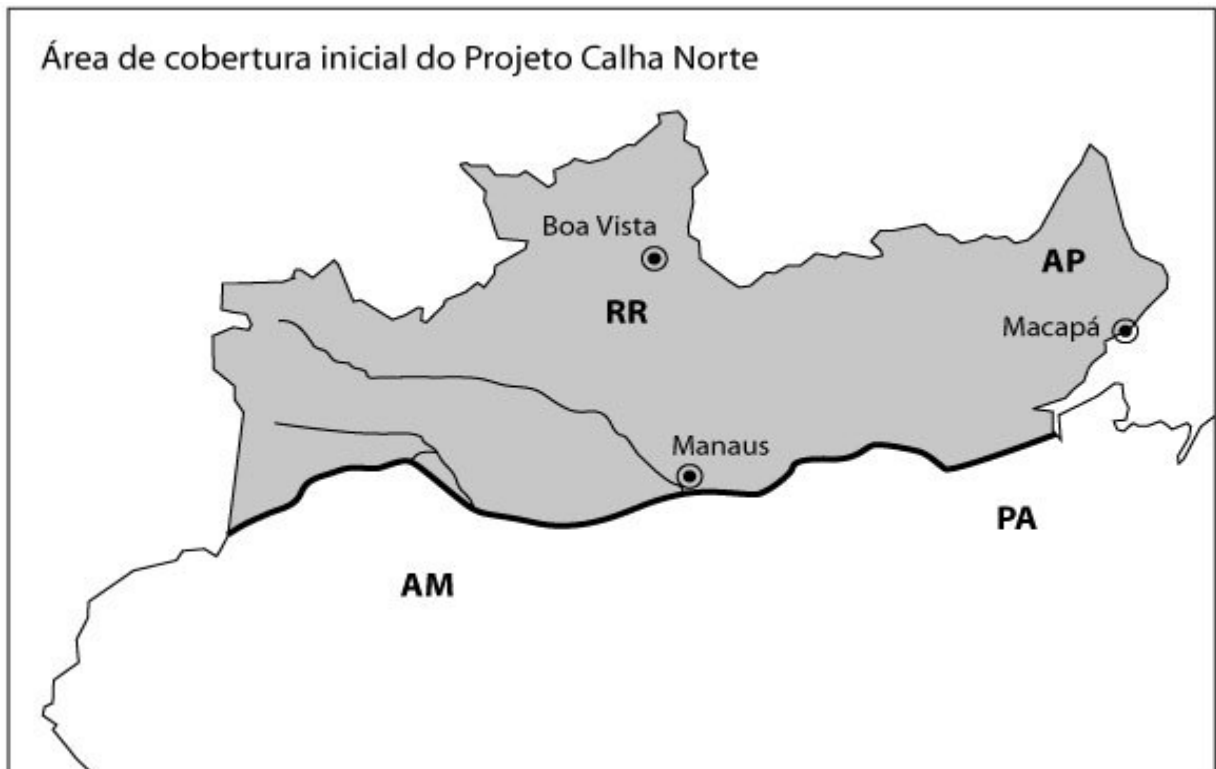 Área de cobertura inicial do Projeto Calha Norte
Boa Vista
RR
AP
Macapá
Manaus
PA
AM